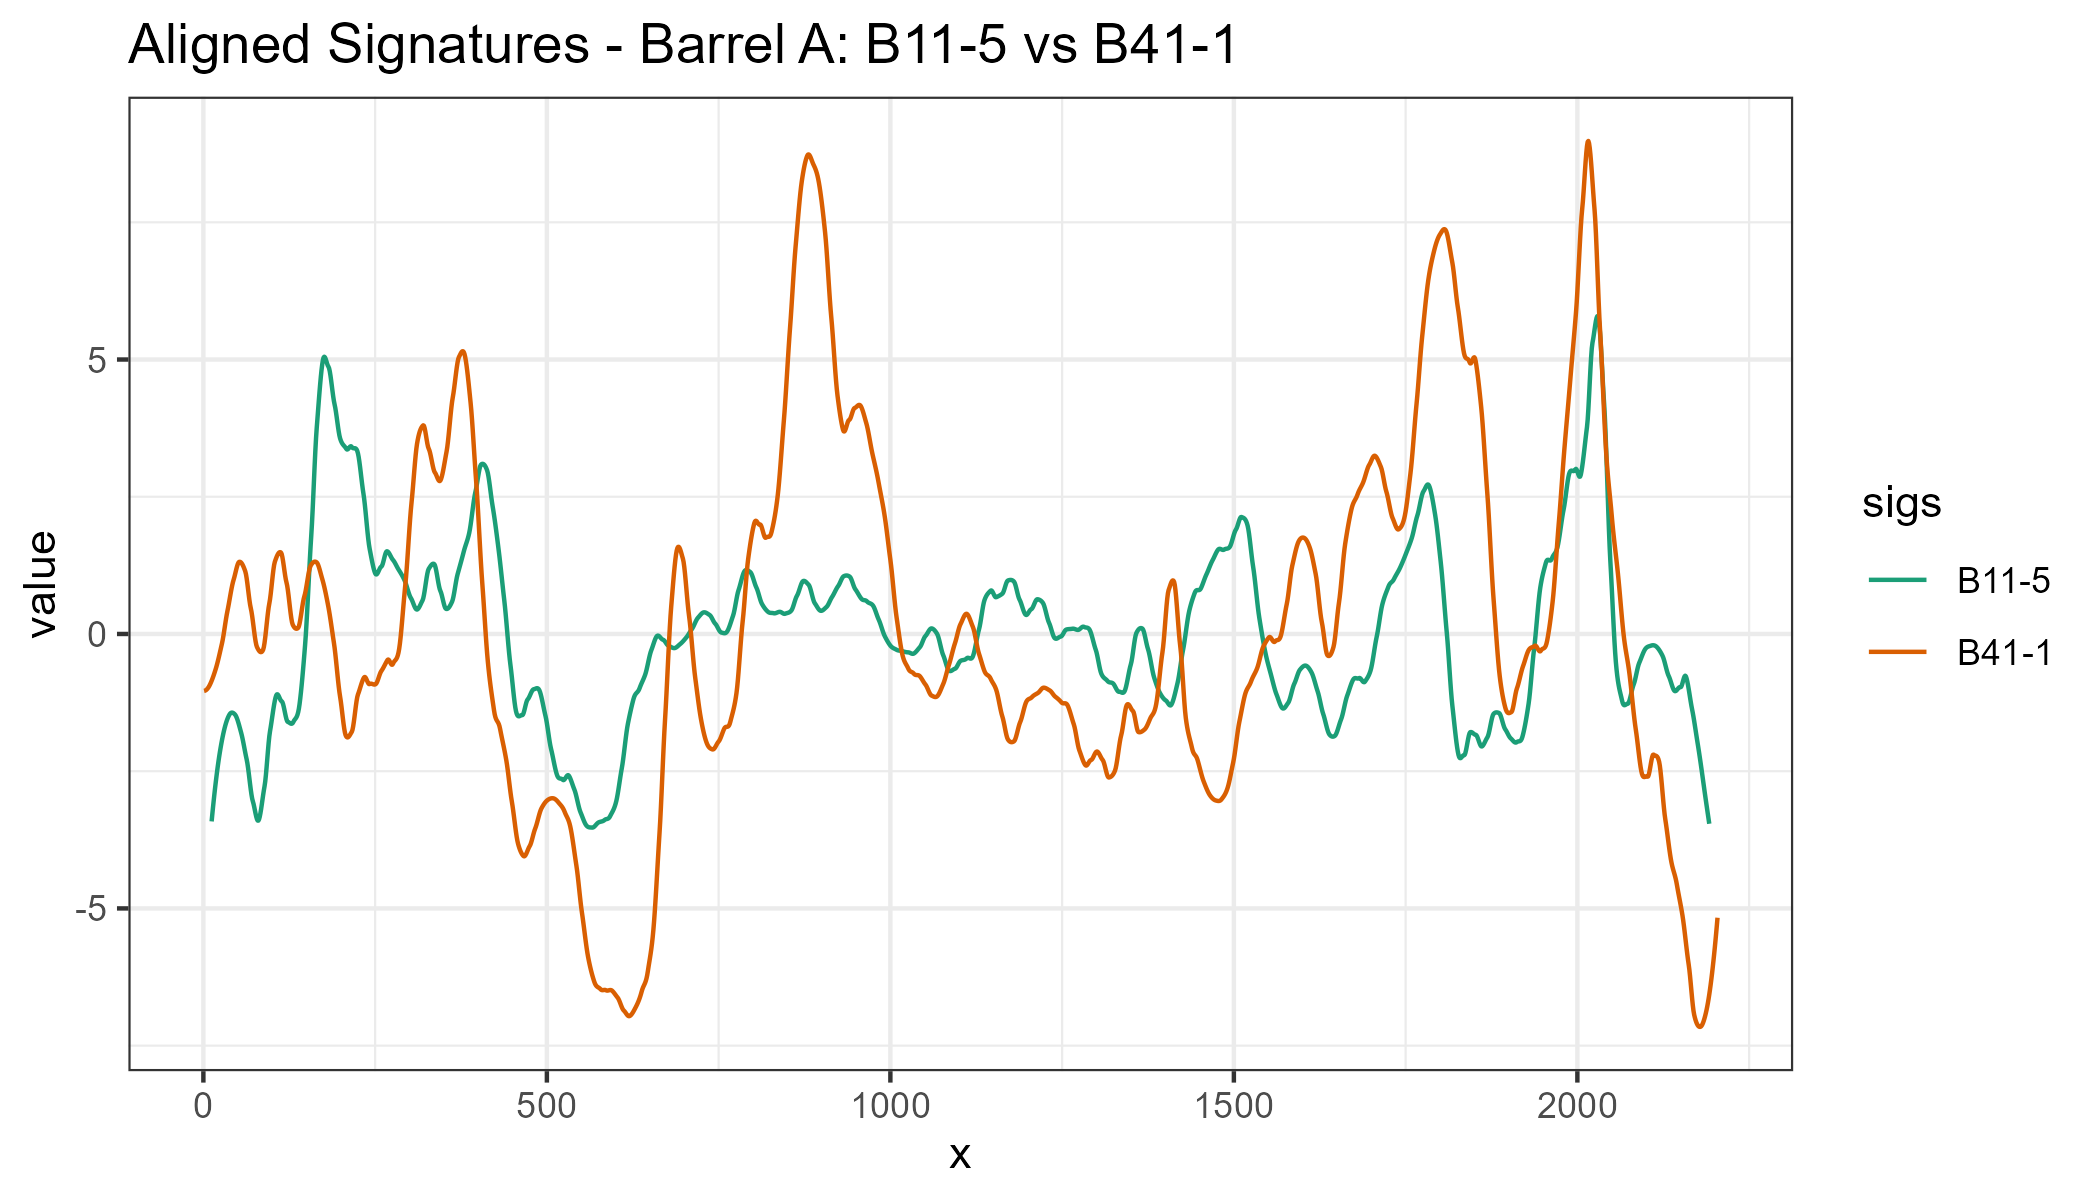 Aligned Signatures - Barrel A: B11-5 vs B41-1
value
5
0
-5
0
500
1000
1500
2000
x
sigs
B11-5
B41-1